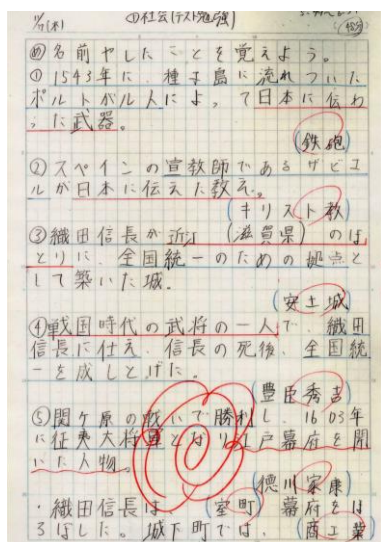 11/17(木) ①社会(テスト勉強)
め 名前やしたことを覚えよう。
①1543年に、種子島に流れついた
ポルトガル人によって日本に伝わ
った武器。
(鉄砲)
②スペインの宣教師であるザビエ
ルが日本に伝えた教え。
(キリスト教)
③織田信長が近江(滋賀県)のほ
とりに、全国統一のための拠点と
して築いた城。
(安土城)
④戦国時代の武将の一人で、織田
信長に仕え、信長の死後、全国統
一を成しとげた。
(豊臣秀吉)
⑤関ヶ原の戦いで勝利し、1603年
に征夷大将軍となり江戸幕府を開
いた人物。
(徳川家康)
・織田信長は(室町)幕府をほ
ろぼした。城下町では、(商工業)